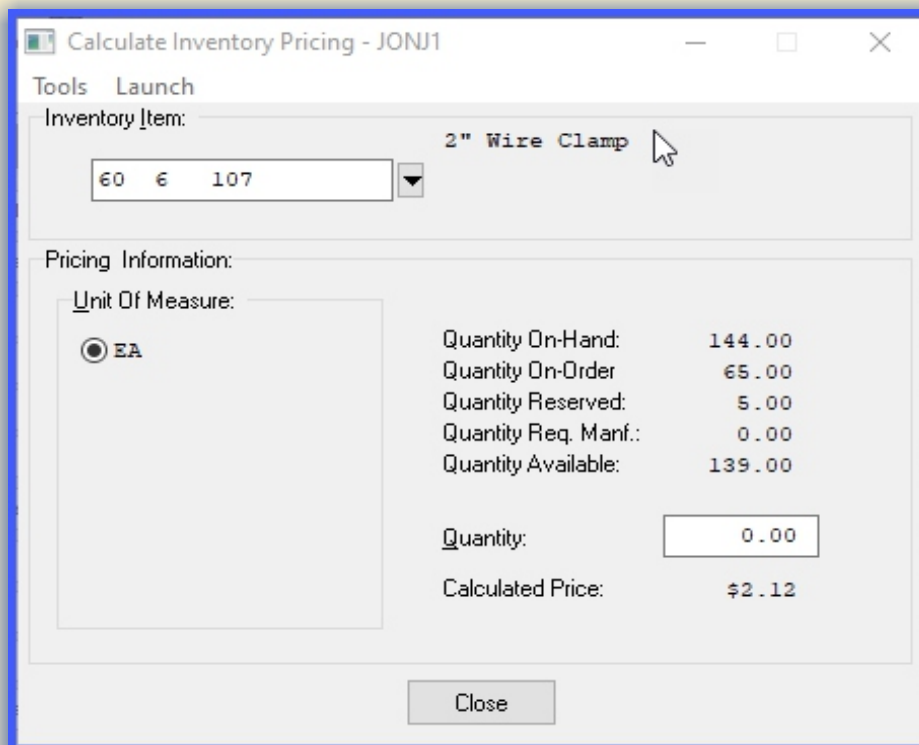 Calculate Inventory Pricing - JONJ1
Tools Launch
Inventory Item:
2" Wire Clamp
60 6 107
Pricing Information:
Unit Of Measure:
EA
Quantity On-Hand: 144.00
Quantity On-Order 65.00
Quantity Reserved: 5.00
Quantity Req. Manf.: 0.00
Quantity Available: 139.00
Quantity: 0.00
Calculated Price: $2.12
Close